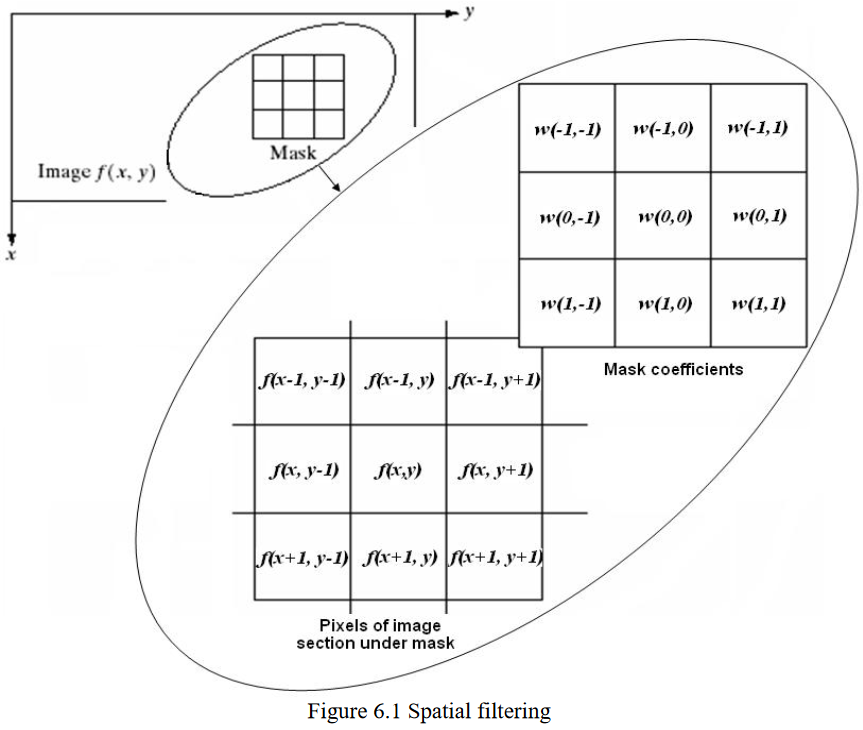 y
Mask
Image f(x, y)
x
w(-1,-1) w(-1,0) w(-1,1)
w(0,-1) w(0,0) w(0,1)
w(1,-1) w(1,0) w(1,1)
Mask coefficients
f(x-1, y-1) f(x-1, y) f(x-1, y+1)
f(x, y-1) f(x,y) f(x, y+1)
f(x+1, y-1) f(x+1, y) f(x+1, y+1)
Pixels of image
section under mask
Figure 6.1 Spatial filtering